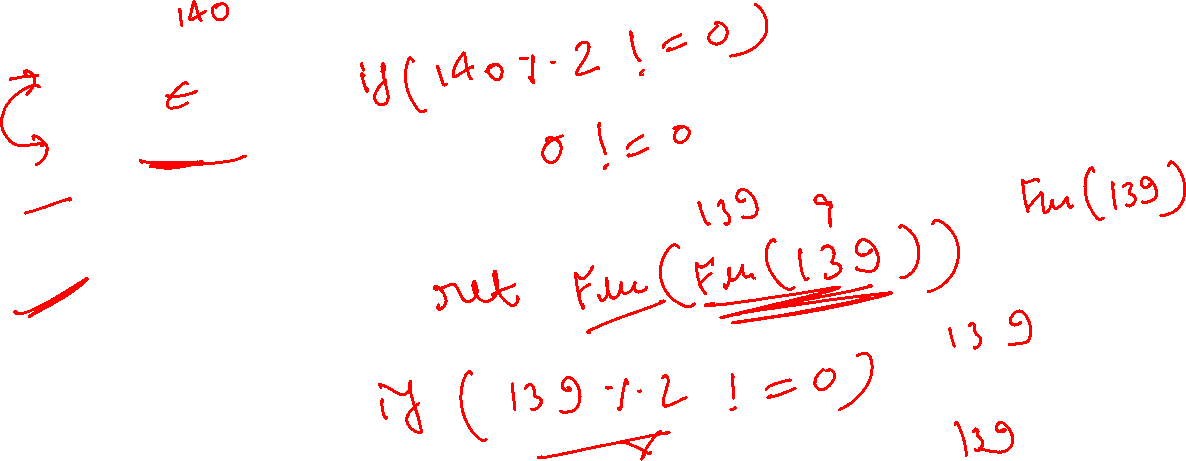 140
if(140%2 != 0)
0 != 0
139
Fun(139)
ret Fun(Fun(139))
139
if (139%2 != 0)
139